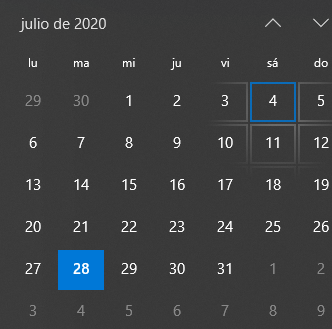 julio de 2020
lu ma mi ju vi sá do
29 30 1 2 3 4 5
6 7 8 9 10 11 12
13 14 15 16 17 18 19
20 21 22 23 24 25 26
27 28 29 30 31 1 2
3 4 5 6 7 8 9